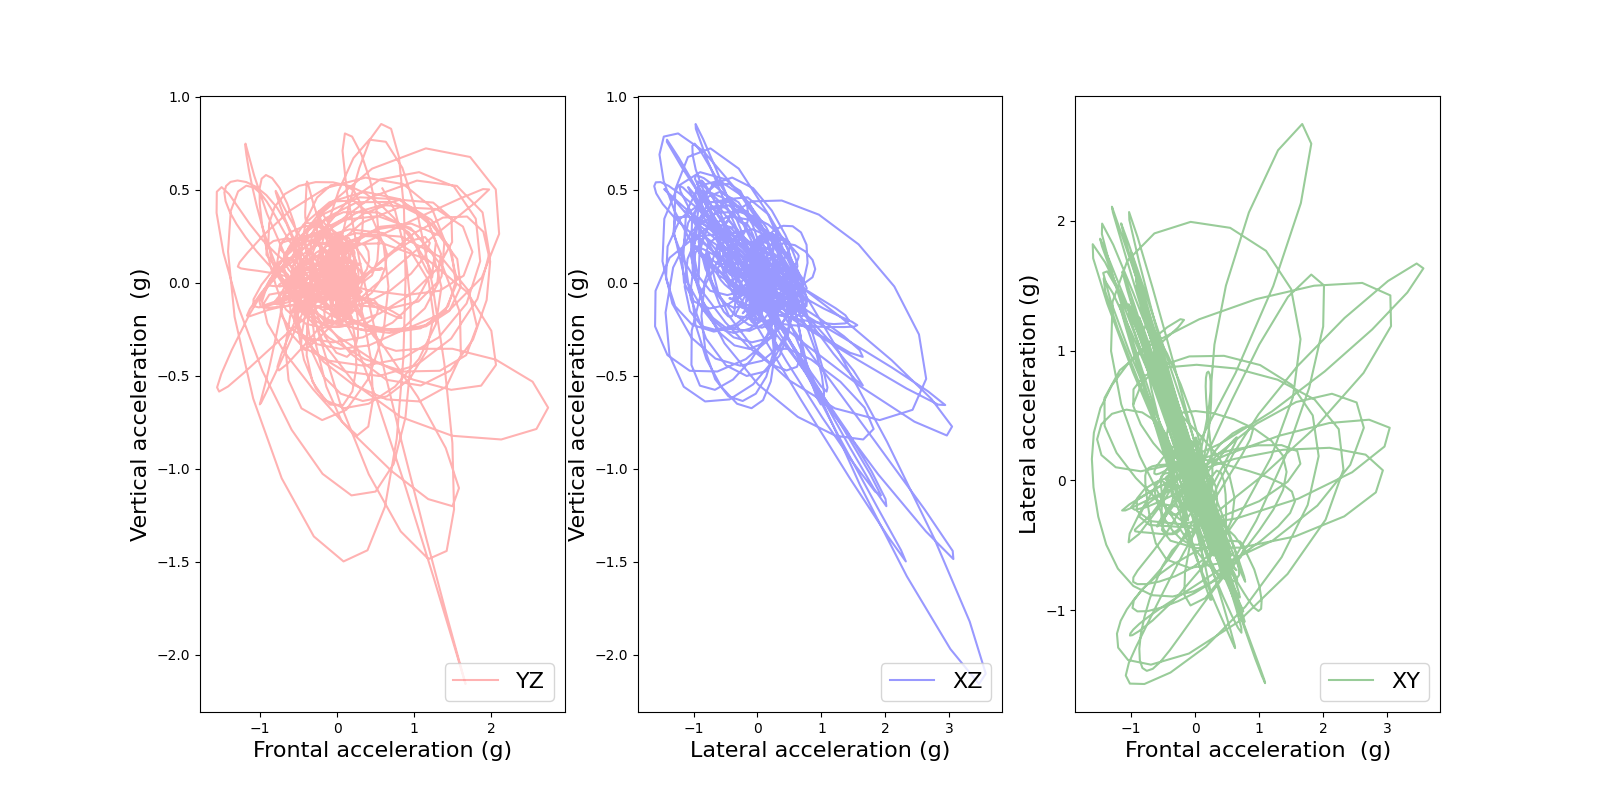 1.0
0.5
0.0
−0.5
−1.0
−1.5
−2.0
Vertical acceleration  (g)
−1 0 1 2
Frontal acceleration (g)
YZ
1.0
0.5
0.0
−0.5
−1.0
−1.5
−2.0
Vertical acceleration  (g)
−1 0 1 2 3
Lateral acceleration (g)
XZ
2
1
0
−1
Lateral acceleration (g)
−1 0 1 2 3
Frontal acceleration  (g)
XY